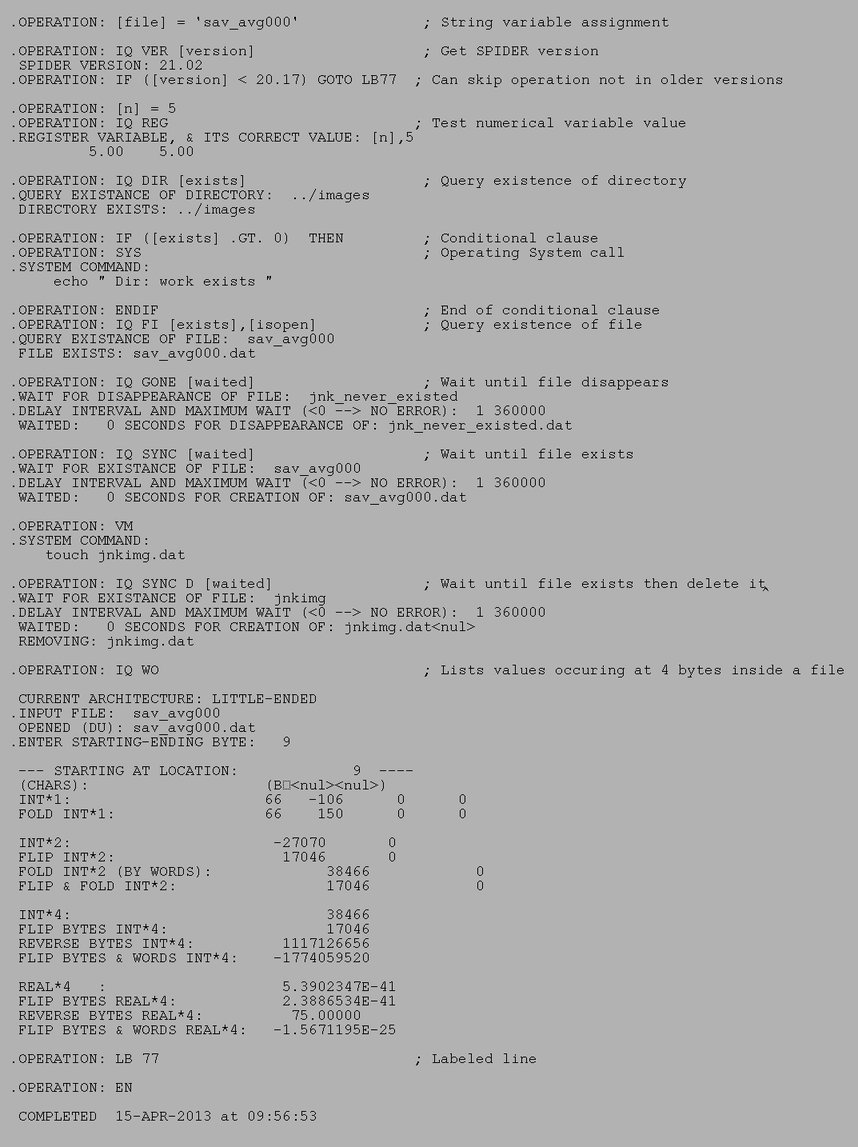 .OPERATION: [file] = 'sav_avg000'              ; String variable assignment
.OPERATION: IQ VER [version]                   ; Get SPIDER version
 SPIDER VERSION: 21.02
.OPERATION: IF ([version] < 20.17) GOTO LB77  ; Can skip operation not in older versions
.OPERATION: [n] = 5
.OPERATION: IQ REG                            ; Test numerical variable value
.REGISTER VARIABLE, & ITS CORRECT VALUE: [n],5
         5.00    5.00
.OPERATION: IQ DIR [exists]                    ; Query existence of directory
.QUERY EXISTANCE OF DIRECTORY:  ../images
 DIRECTORY EXISTS: ../images
.OPERATION: IF ([exists] .GT. 0)  THEN         ; Conditional clause
.OPERATION: SYS                                ; Operating System call
.SYSTEM COMMAND:
     echo " Dir: work exists "
.OPERATION: ENDIF                              ; End of conditional clause
.OPERATION: IQ FI [exists],[isopen]            ; Query existence of file
.QUERY EXISTANCE OF FILE:  sav_avg000
 FILE EXISTS: sav_avg000.dat
.OPERATION: IQ GONE [waited]                   ; Wait until file disappears
.WAIT FOR DISAPPEARANCE OF FILE:  jnk_never_existed
.DELAY INTERVAL AND MAXIMUM WAIT (<0 --> NO ERROR):  1 360000
 WAITED:   0 SECONDS FOR DISAPPEARANCE OF: jnk_never_existed.dat
.OPERATION: IQ SYNC [waited]                   ; Wait until file exists
.WAIT FOR EXISTANCE OF FILE:  sav_avg000
.DELAY INTERVAL AND MAXIMUM WAIT (<0 --> NO ERROR):  1 360000
 WAITED:   0 SECONDS FOR CREATION OF: sav_avg000.dat
.OPERATION: VM
.SYSTEM COMMAND:
    touch jnkimg.dat
.OPERATION: IQ SYNC D [waited]                 ; Wait until file exists then delete it
.WAIT FOR EXISTANCE OF FILE:  jnkimg
.DELAY INTERVAL AND MAXIMUM WAIT (<0 --> NO ERROR):  1 360000
 WAITED:   0 SECONDS FOR CREATION OF: jnkimg.dat<nul>
 REMOVING: jnkimg.dat
.OPERATION: IQ WO                              ; Lists values occuring at 4 bytes inside a file
 CURRENT ARCHITECTURE: LITTLE-ENDED
.INPUT FILE:  sav_avg000
 OPENED (DU): sav_avg000.dat
.ENTER STARTING-ENDING BYTE:   9
 --- STARTING AT LOCATION:             9  ----
 (CHARS):                    (B□<nul><nul>)
 INT*1:                      66   -106      0      0
 FOLD INT*1:                 66    150      0      0
 INT*2:                       -27070       0
 FLIP INT*2:                   17046       0
 FOLD INT*2 (BY WORDS):             38466            0
 FLIP & FOLD INT*2:                 17046            0
 INT*4:                             38466
 FLIP BYTES INT*4:                  17046
 REVERSE BYTES INT*4:          1117126656
 FLIP BYTES & WORDS INT*4:    -1774059520
 REAL*4   :                    5.3902347E-41
 FLIP BYTES REAL*4:            2.3886534E-41
 REVERSE BYTES REAL*4:          75.00000
 FLIP BYTES & WORDS REAL*4:   -1.5671195E-25
.OPERATION: LB 77                             ; Labeled line
.OPERATION: EN
 COMPLETED  15-APR-2013 at 09:56:53